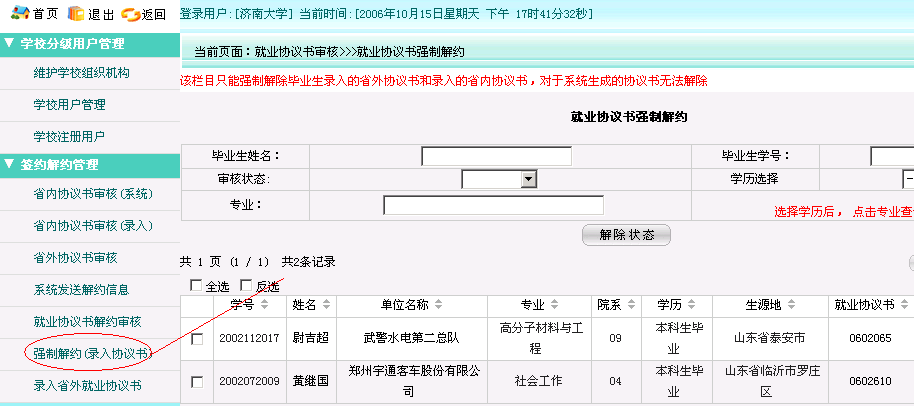 首页 退出 返回
登录用户:[济南大学] 当前时间:[2006年10月15日星期天 下午 17时41分32秒]
学校分级用户管理
维护学校组织机构
学校用户管理
学校注册用户
签约解约管理
省内协议书审核(系统)
省内协议书审核(录入)
省外协议书审核
系统发送解约信息
就业协议书解约审核
强制解约(录入协议书)
录入省外就业协议书
当前页面：就业协议书审核>>>就业协议书强制解约
该栏目只能强制解除毕业生录入的省外协议书和录入的省内协议书，对于系统生成的协议书无法解除
就业协议书强制解约
毕业生姓名： 毕业生学号：
审核状态: 学历选择
专业：
选择学历后， 点击专业查
解除状态
共 1 页 (1 / 1) 共2条记录
全选 反选
学号 姓名 单位名称 专业 院系 学历 生源地 就业协议书
2002112017 尉吉超 武警水电第二总队 高分子材料与工程 09 本科生毕业 山东省泰安市 0602065
2002072009 黄继国 郑州宇通客车股份有限公司 社会工作 04 本科生毕业 山东省临沂市罗庄区 0602610